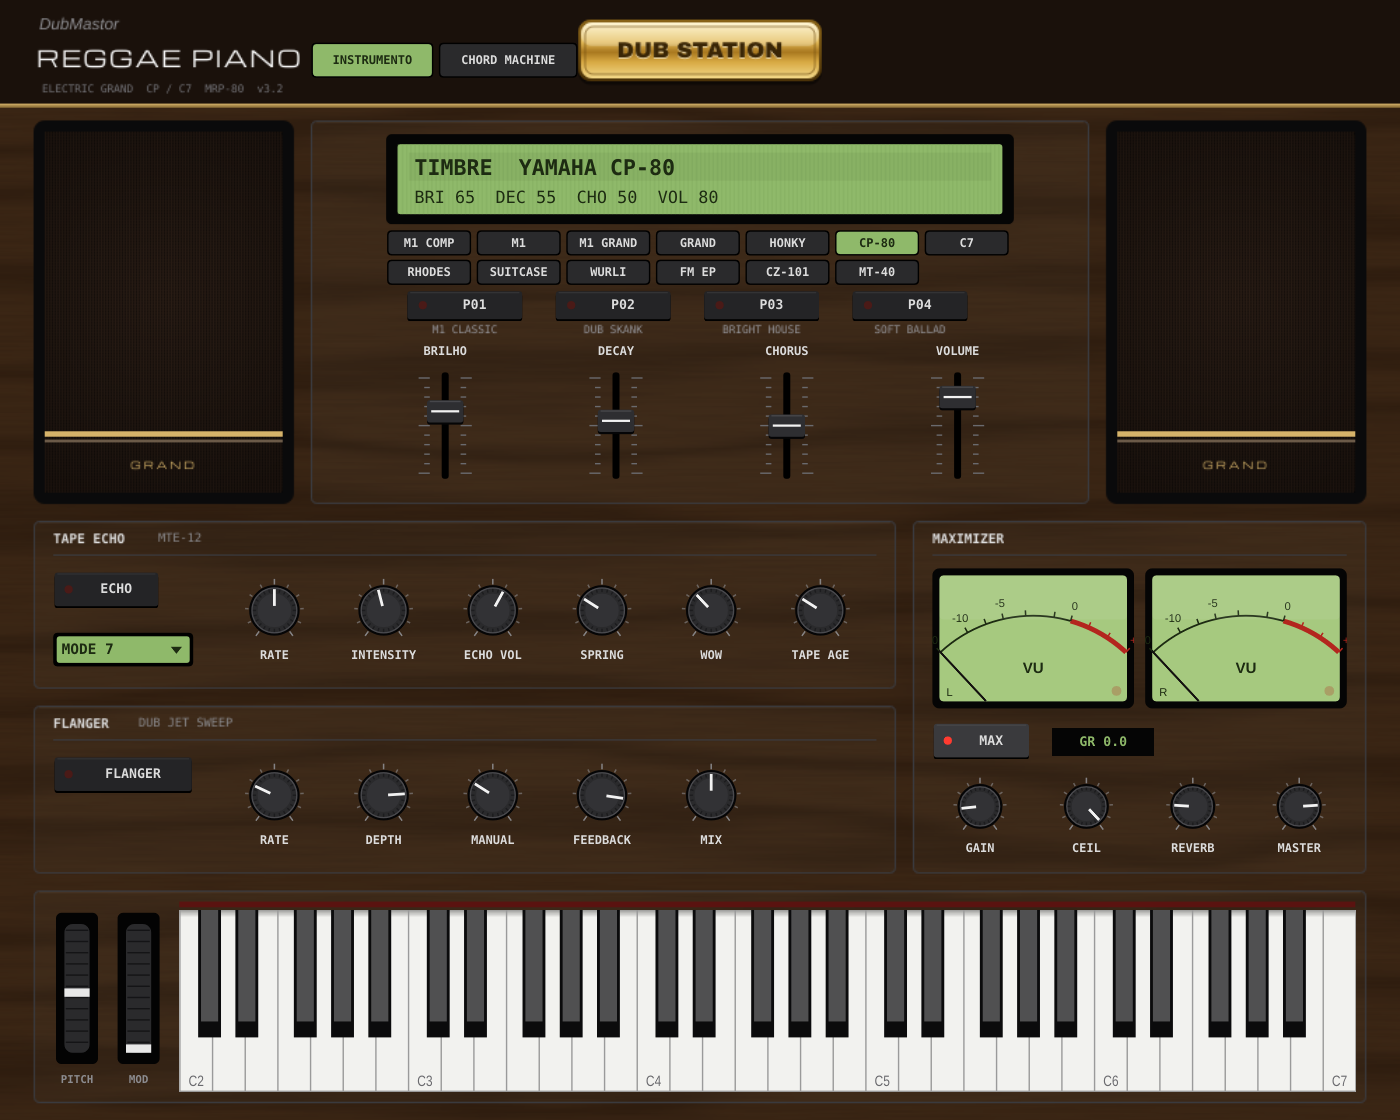 DubMastor
REGGAE PIANO
INSTRUMENTO
CHORD MACHINE
DUB STATION
ELECTRIC GRAND CP / C7 MRP-80 v3.2
TIMBRE YAMAHA CP-80
BRI 65 DEC 55 CHO 50 VOL 80
M1 COMP M1 M1 GRAND GRAND HONKY CP-80 C7
RHODES SUITCASE WURLI FM EP CZ-101 MT-40
P01 P02 P03 P04
M1 CLASSIC DUB SKANK BRIGHT HOUSE SOFT BALLAD
BRILHO DECAY CHORUS VOLUME
GRAND
GRAND
TAPE ECHO MTE-12
ECHO
MODE 7
RATE INTENSITY ECHO VOL SPRING WOW TAPE AGE
FLANGER DUB JET SWEEP
FLANGER
RATE DEPTH MANUAL FEEDBACK MIX
MAXIMIZER
-10 -5 0
VU
L
-10 -5 0
VU
R
MAX
GR 0.0
GAIN CEIL REVERB MASTER
PITCH MOD
C2 C3 C4 C5 C6 C7